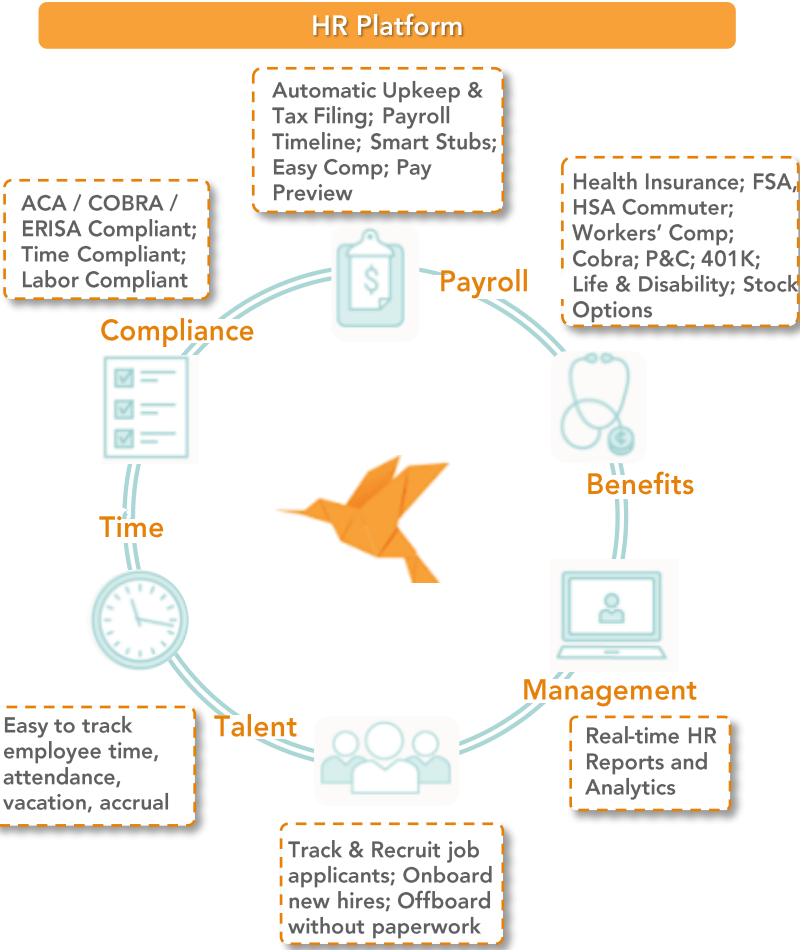 HR Platform
Automatic Upkeep &
Tax Filing; Payroll
Timeline; Smart Stubs;
Easy Comp; Pay
Preview
Health Insurance; FSA,
HSA Commuter;
Workers’ Comp;
Cobra; P&C; 401K;
Life & Disability; Stock
Options
ACA / COBRA /
ERISA Compliant;
Time Compliant;
Labor Compliant
Payroll
Compliance
Benefits
Time
Management
Talent
Easy to track
employee time,
attendance,
vacation, accrual
Real-time HR
Reports and
Analytics
Track & Recruit job
applicants; Onboard
new hires; Offboard
without paperwork